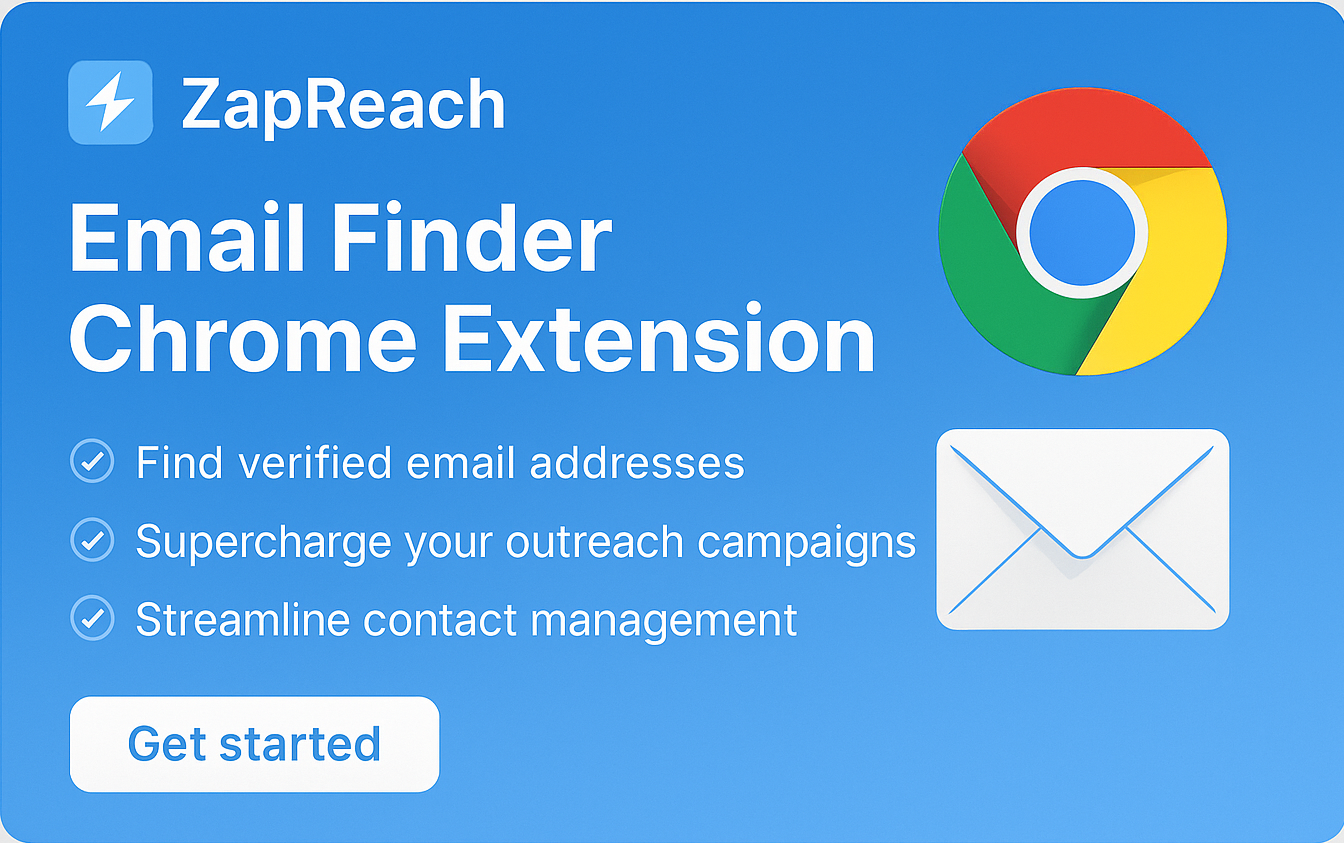 ZapReach
Email Finder
Chrome Extension
Find verified email addresses
Supercharge your outreach campaigns
Streamline contact management
Get started